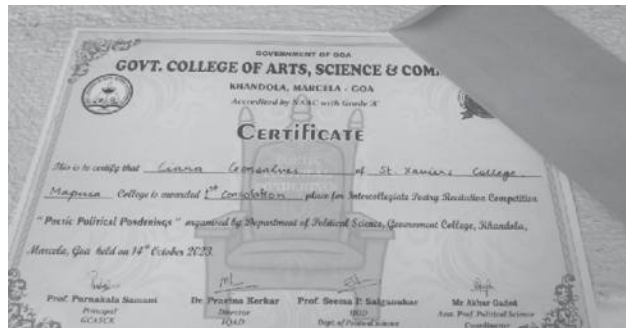 GOVERNMENT OF GOA
GOVT. COLLEGE OF ARTS, SCIENCE & COM
KHANDOLA, MARCELA - GOA
Accredited by NAAC with Grade 'A'
CERTIFICATE
This is to certify that Ciara Gonsalves of St. Xaviers College
Mapusa College is awarded 1st Consolation place for Intercollegiate Poetry Recitation Competition
"Poetic Political Ponderings" organised by Department of Political Science, Government College, Khandola,
Marcela, Goa held on 14th October 2023.
Prof. Purnakala Samant Dr. Pravina Kerkar Prof. Seema P. Salgaonkar Mr Akbar Gaded
Principal Director HOD Asst. Prof. Political Science
GCASCK IQAD Dept. of Political Science Coordinator